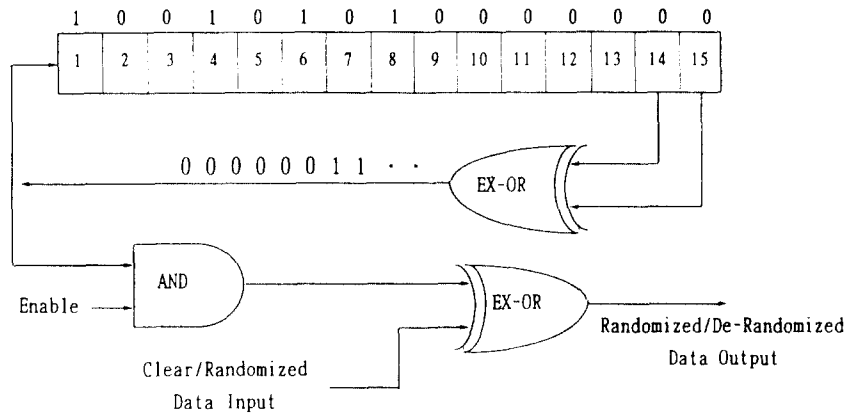 1 0 0 1 0 1 0 1 0 0 0 0 0 0 0
1 2 3 4 5 6 7 8 9 10 11 12 13 14 15
0 0 0 0 0 0 1 1 · ·
EX-OR
AND
EX-OR
Enable
Randomized/De-Randomized
Data Output
Clear/Randomized
Data Input